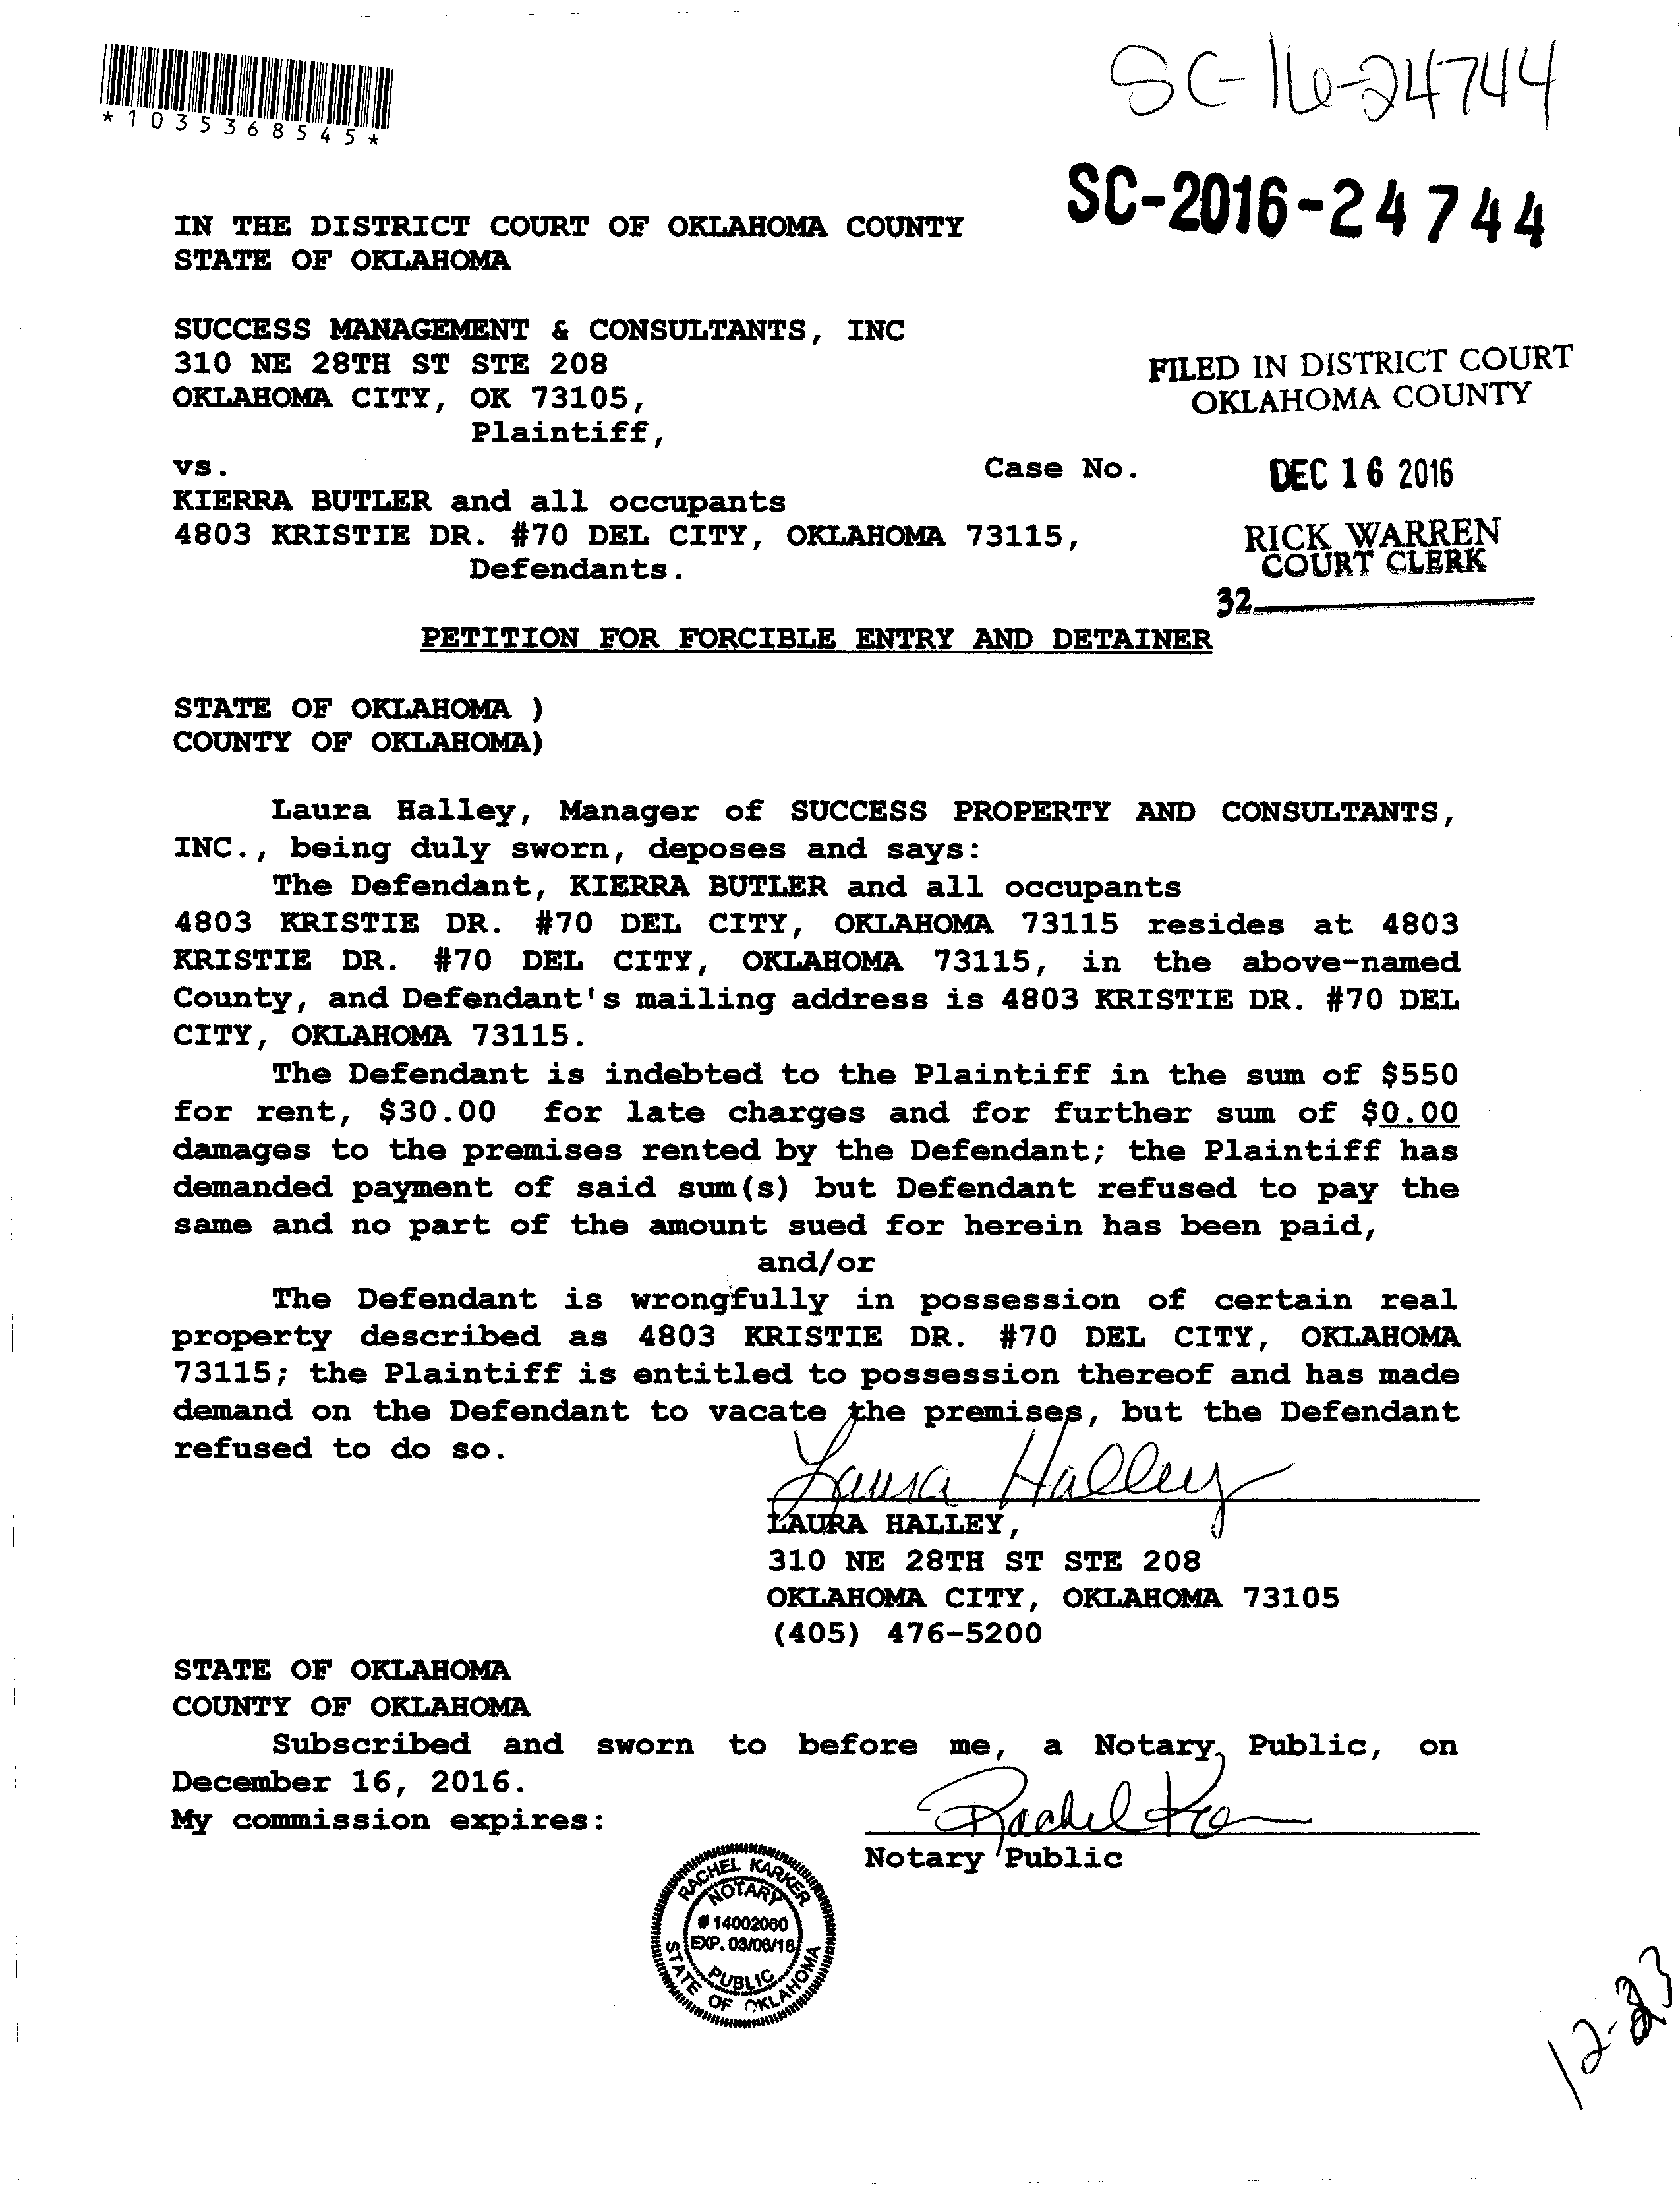 SC-16-24744
*1035368545*
SC-2016-24744
IN THE DISTRICT COURT OF OKLAHOMA COUNTY
STATE OF OKLAHOMA
SUCCESS MANAGEMENT & CONSULTANTS, INC
310 NE 28TH ST STE 208
OKLAHOMA CITY, OK 73105,
Plaintiff,
FILED IN DISTRICT COURT
OKLAHOMA COUNTY
vs.
Case No.
DEC 16 2016
KIERRA BUTLER and all occupants
4803 KRISTIE DR. #70 DEL CITY, OKLAHOMA 73115,
Defendants.
RICK WARREN
COURT CLERK
32
PETITION FOR FORCIBLE ENTRY AND DETAINER
STATE OF OKLAHOMA )
COUNTY OF OKLAHOMA)
Laura Halley, Manager of SUCCESS PROPERTY AND CONSULTANTS,
INC., being duly sworn, deposes and says:
The Defendant, KIERRA BUTLER and all occupants
4803 KRISTIE DR. #70 DEL CITY, OKLAHOMA 73115 resides at 4803
KRISTIE DR. #70 DEL CITY, OKLAHOMA 73115, in the above-named
County, and Defendant's mailing address is 4803 KRISTIE DR. #70 DEL
CITY, OKLAHOMA 73115.
The Defendant is indebted to the Plaintiff in the sum of $550
for rent, $30.00 for late charges and for further sum of $0.00
damages to the premises rented by the Defendant; the Plaintiff has
demanded payment of said sum(s) but Defendant refused to pay the
same and no part of the amount sued for herein has been paid,
and/or
The Defendant is wrongfully in possession of certain real
property described as 4803 KRISTIE DR. #70 DEL CITY, OKLAHOMA
73115; the Plaintiff is entitled to possession thereof and has made
demand on the Defendant to vacate the premises, but the Defendant
refused to do so.
Laura Halley
LAURA HALLEY,
310 NE 28TH ST STE 208
OKLAHOMA CITY, OKLAHOMA 73105
(405) 476-5200
STATE OF OKLAHOMA
COUNTY OF OKLAHOMA
Subscribed and sworn to before me, a Notary Public, on
December 16, 2016.
My commission expires:
Rachel
Notary Public
RACHEL KARKER
NOTARY
# 14002060
EXP. 03/06/18
PUBLIC
STATE OF OKLAHOMA
12-23